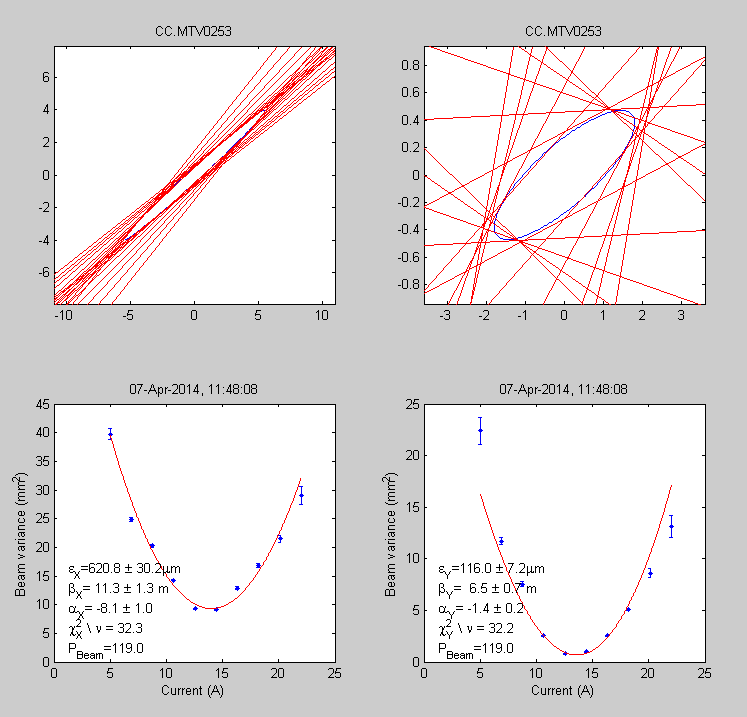 CC.MTV0253
6
4
2
0
-2
-4
-6
-10 -5 0 5 10
CC.MTV0253
0.8
0.6
0.4
0.2
0
-0.2
-0.4
-0.6
-0.8
-3 -2 -1 0 1 2 3
07-Apr-2014, 11:48:08
Beam variance (mm²)
45
40
35
30
25
20
15
10
5
0
εX=620.8 ± 30.2μm
βX= 11.3 ± 1.3 m
αX= -8.1 ± 1.0
χ²X \ ν = 32.3
PBeam=119.0
0 5 10 15 20 25
Current (A)
07-Apr-2014, 11:48:08
Beam variance (mm²)
25
20
15
10
5
0
εY=116.0 ± 7.2μm
βY= 6.5 ± 0.7 m
αY= -1.4 ± 0.2
χ²Y \ ν = 32.2
PBeam=119.0
0 5 10 15 20 25
Current (A)